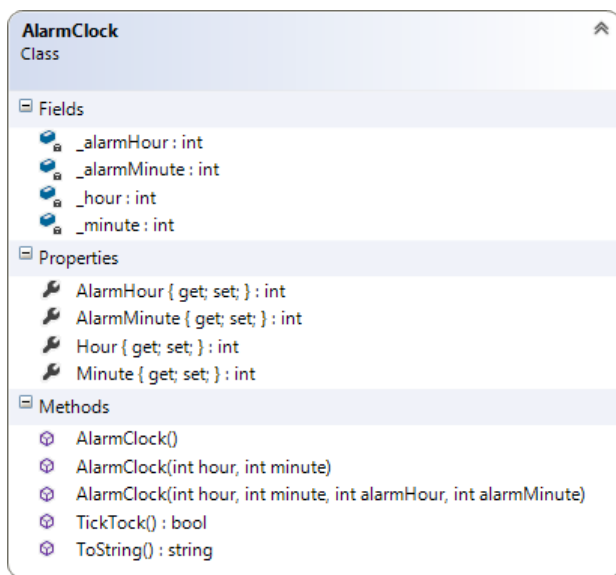 AlarmClock
Class
Fields
_alarmHour : int
_alarmMinute : int
_hour : int
_minute : int
Properties
AlarmHour { get; set; } : int
AlarmMinute { get; set; } : int
Hour { get; set; } : int
Minute { get; set; } : int
Methods
AlarmClock()
AlarmClock(int hour, int minute)
AlarmClock(int hour, int minute, int alarmHour, int alarmMinute)
TickTock() : bool
ToString() : string